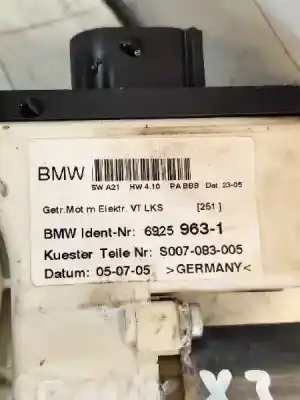 BMW
SW A21 HW 4.10 PA BBB Dat. 23-05
Getr.Mot m Elektr. VT LKS [251]
BMW Ident-Nr: 6925 963-1
Kuester Teile Nr: S007-083-005
Datum: 05-07-05 >GERMANY<
X3